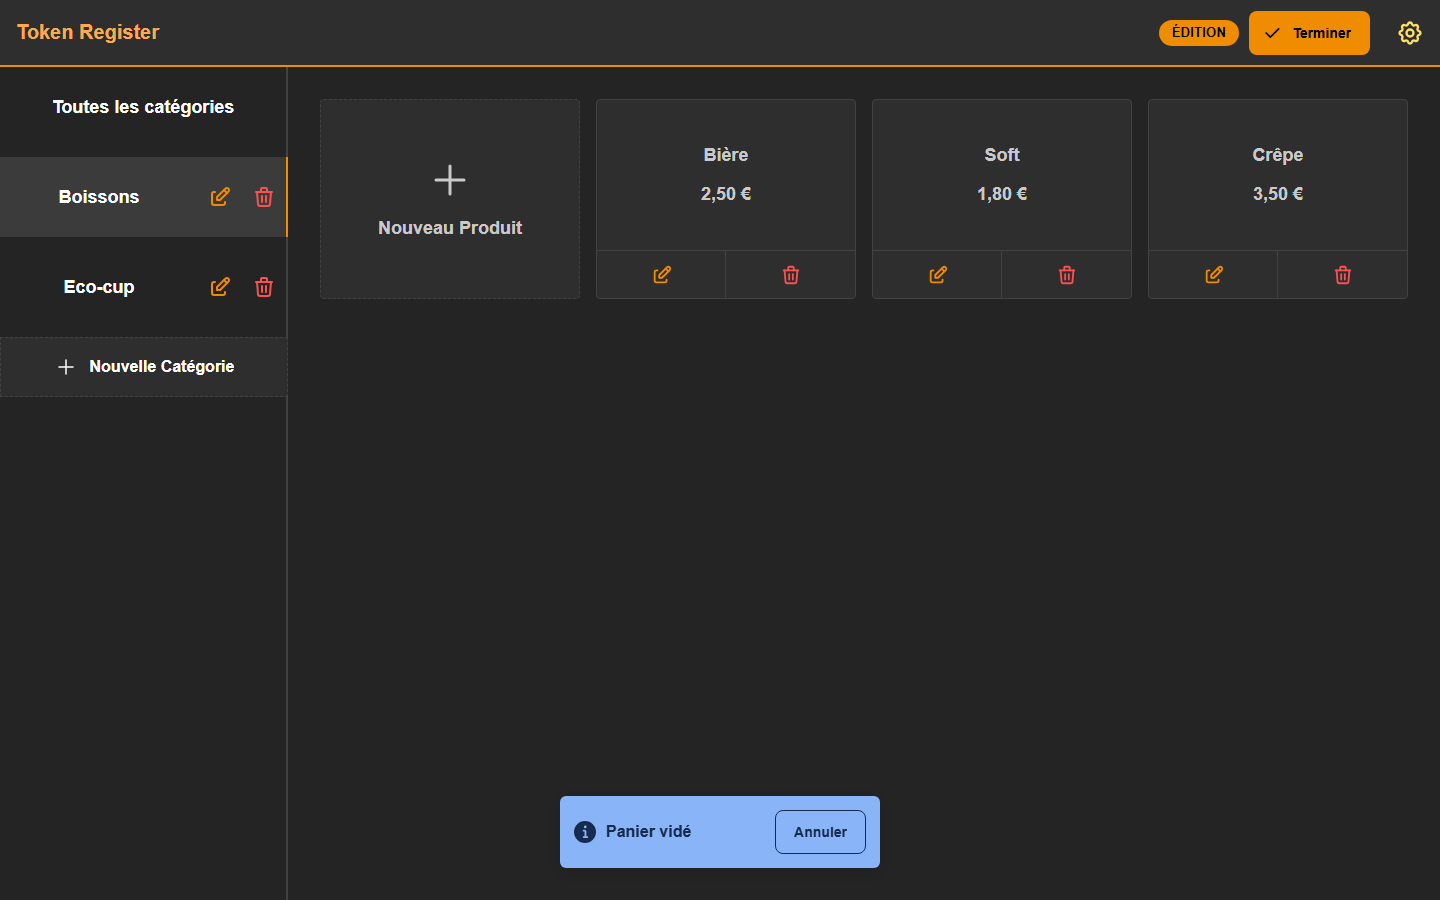 Token Register
ÉDITION
Terminer
Toutes les catégories
Boissons
Eco-cup
Nouvelle Catégorie
Nouveau Produit
Bière
2,50 €
Soft
1,80 €
Crêpe
3,50 €
Panier vidé
Annuler